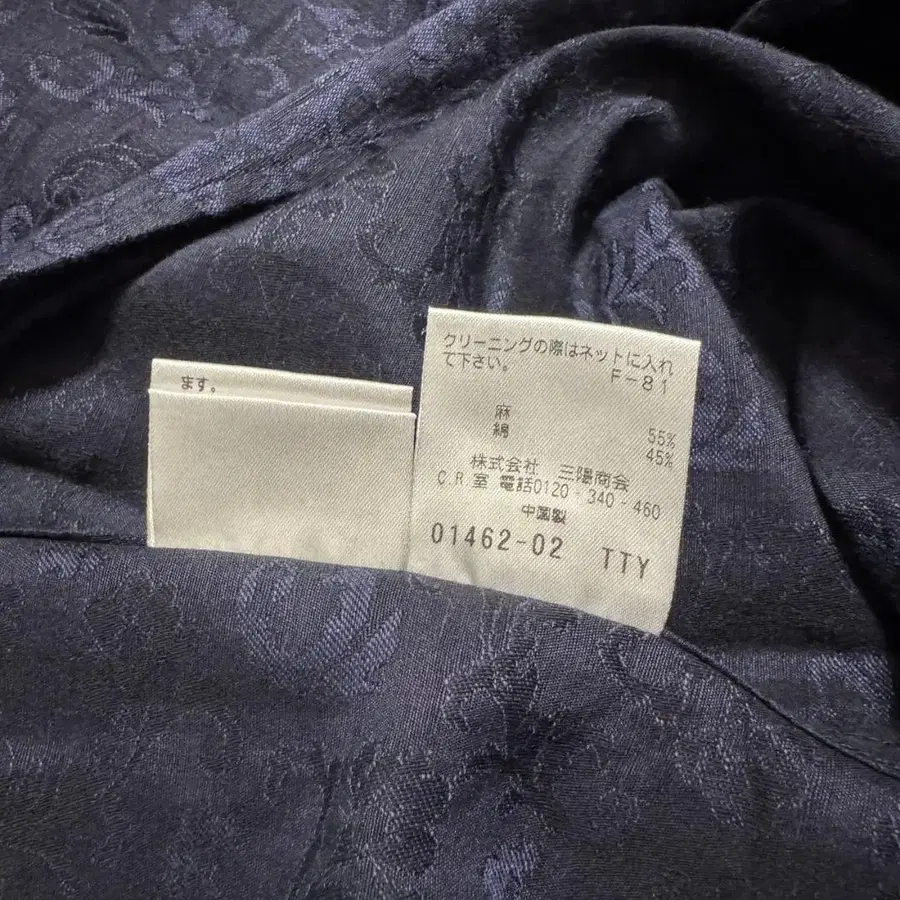 ます。
クリーニングの際はネットに入れ
て下さい。 F-81
麻 55%
綿 45%
株式会社 三陽商会
C.R.室 電話0120-340-460
中国製
01462-02 TTY